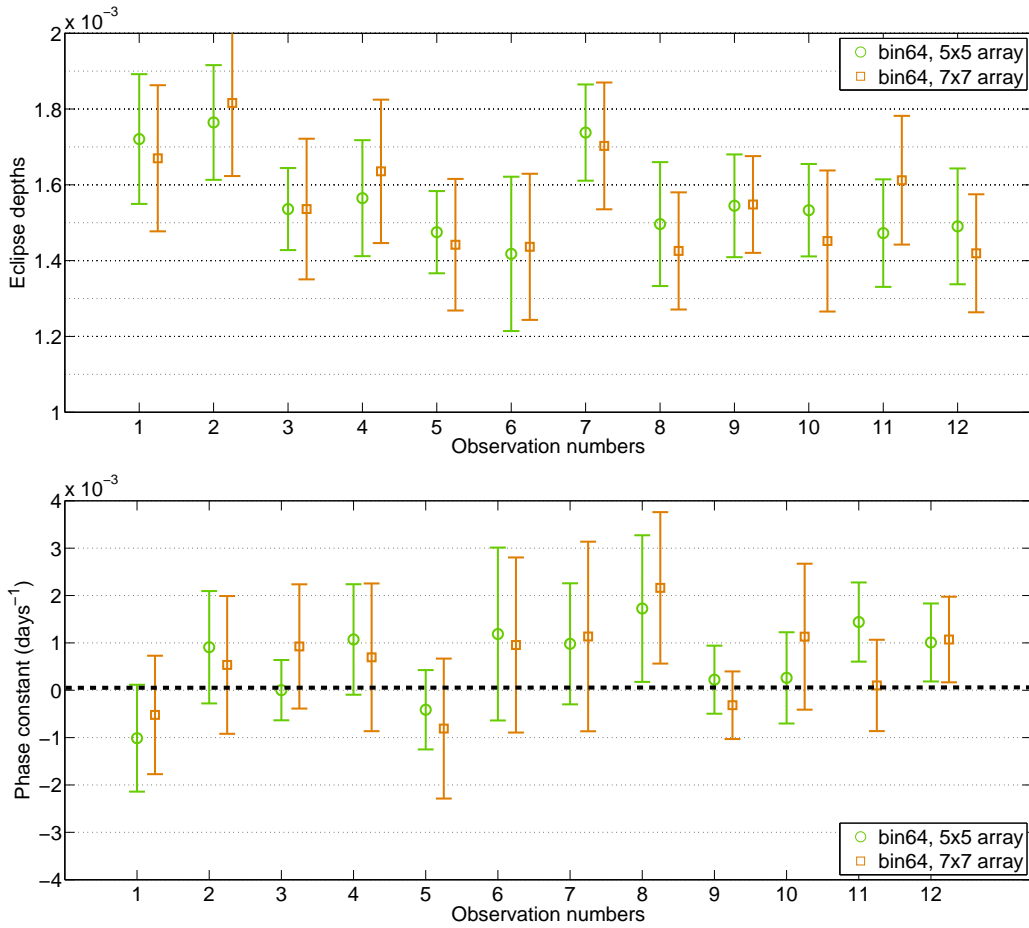 x 10−3
2
1.8
1.6
1.4
1.2
1
Eclipse depths
bin64, 5x5 array
bin64, 7x7 array
1 2 3 4 5 6 7 8 9 10 11 12
Observation numbers
x 10−3
4
3
2
1
0
−1
−2
−3
−4
Phase constant (days−1)
bin64, 5x5 array
bin64, 7x7 array
1 2 3 4 5 6 7 8 9 10 11 12
Observation numbers